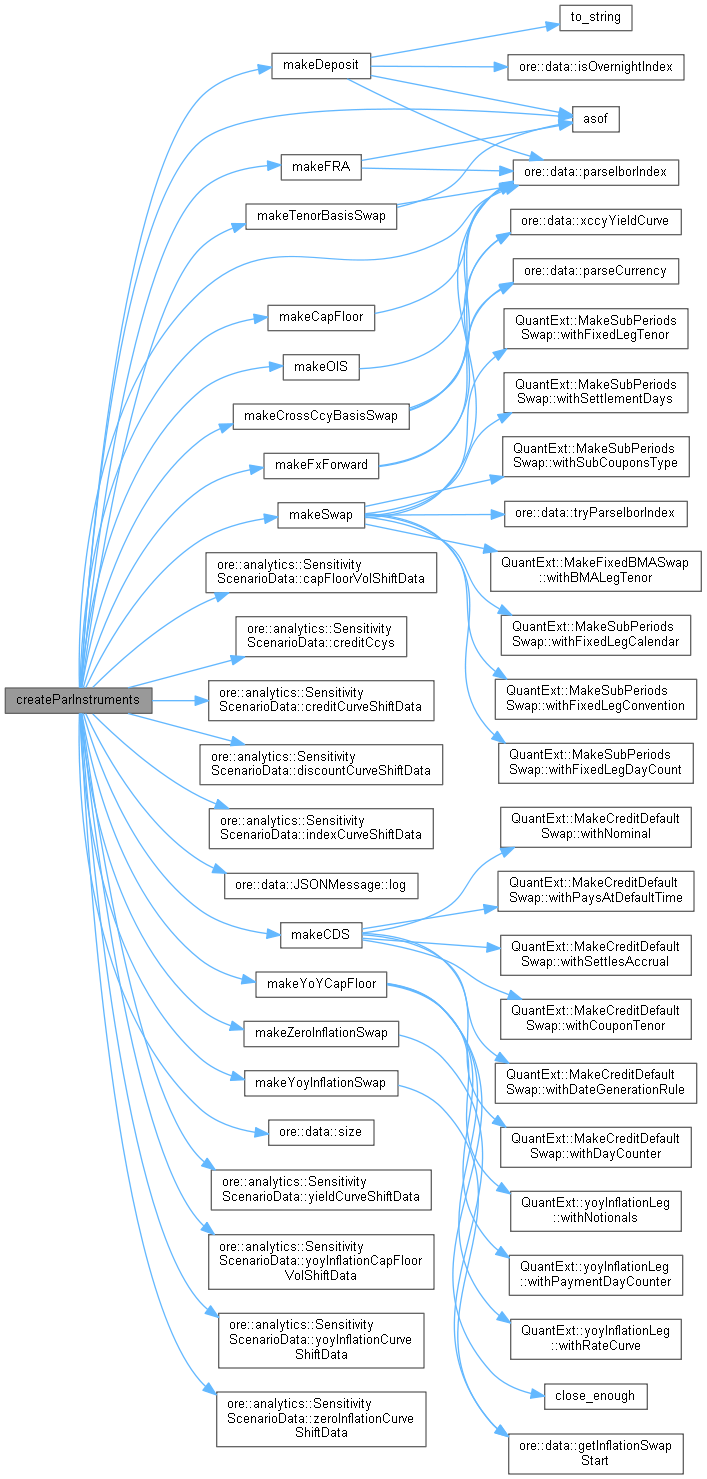 createParInstruments
makeDeposit
makeFRA
makeTenorBasisSwap
makeCapFloor
makeOIS
makeCrossCcyBasisSwap
makeFxForward
makeSwap
ore::analytics::Sensitivity
ScenarioData::capFloorVolShiftData
ore::analytics::Sensitivity
ScenarioData::creditCcys
ore::analytics::Sensitivity
ScenarioData::creditCurveShiftData
ore::analytics::Sensitivity
ScenarioData::discountCurveShiftData
ore::analytics::Sensitivity
ScenarioData::indexCurveShiftData
ore::data::JSONMessage::log
makeCDS
makeYoYCapFloor
makeZeroInflationSwap
makeYoyInflationSwap
ore::data::size
ore::analytics::Sensitivity
ScenarioData::yieldCurveShiftData
ore::analytics::Sensitivity
ScenarioData::yoyInflationCapFloor
VolShiftData
ore::analytics::Sensitivity
ScenarioData::yoyInflationCurve
ShiftData
ore::analytics::Sensitivity
ScenarioData::zeroInflationCurve
ShiftData
to_string
ore::data::isOvernightIndex
asof
ore::data::parseIborIndex
ore::data::xccyYieldCurve
ore::data::parseCurrency
QuantExt::MakeSubPeriods
Swap::withFixedLegTenor
QuantExt::MakeSubPeriods
Swap::withSettlementDays
QuantExt::MakeSubPeriods
Swap::withSubCouponsType
ore::data::tryParseIborIndex
QuantExt::MakeFixedBMASwap
::withBMALegTenor
QuantExt::MakeSubPeriods
Swap::withFixedLegCalendar
QuantExt::MakeSubPeriods
Swap::withFixedLegConvention
QuantExt::MakeSubPeriods
Swap::withFixedLegDayCount
QuantExt::MakeCreditDefault
Swap::withNominal
QuantExt::MakeCreditDefault
Swap::withPaysAtDefaultTime
QuantExt::MakeCreditDefault
Swap::withSettlesAccrual
QuantExt::MakeCreditDefault
Swap::withCouponTenor
QuantExt::MakeCreditDefault
Swap::withDateGenerationRule
QuantExt::MakeCreditDefault
Swap::withDayCounter
QuantExt::yoyInflationLeg
::withNotionals
QuantExt::yoyInflationLeg
::withPaymentDayCounter
QuantExt::yoyInflationLeg
::withRateCurve
close_enough
ore::data::getInflationSwap
Start